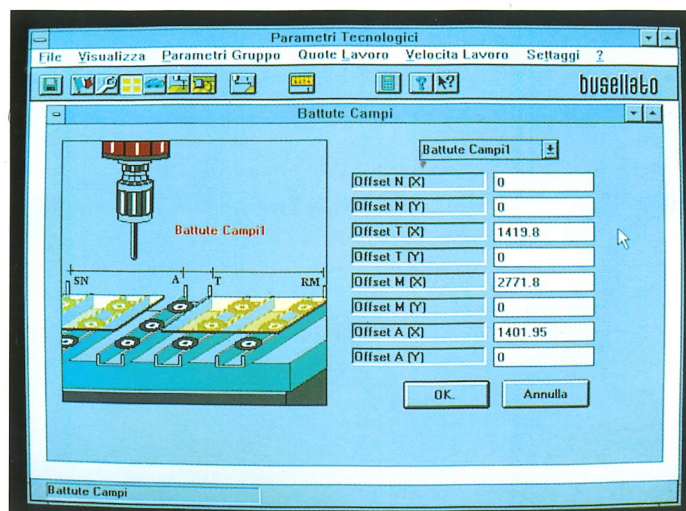 Parametri Tecnologici
File Visualizza Parametri Gruppo Quote Lavoro Velocita Lavoro Settaggi ?
busellato
Battute Campi
Battute Campi1
Offset N (X) 0
Offset N (Y) 0
Offset T (X) 1419.8
Offset T (Y) 0
Offset M (X) 2771.8
Offset M (Y) 0
Offset A (X) 1401.95
Offset A (Y) 0
OK. Annulla
Battute Campi1
SN A T RM
Battute Campi